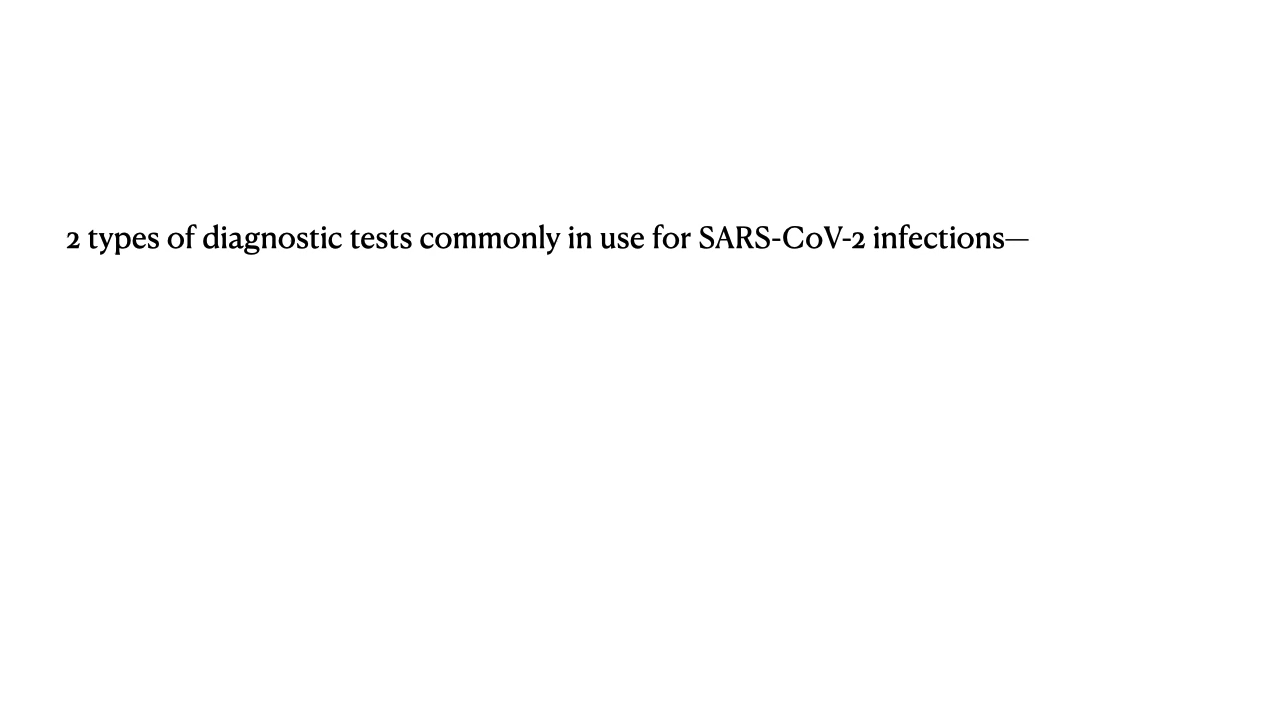 2 types of diagnostic tests commonly in use for SARS-CoV-2 infections—